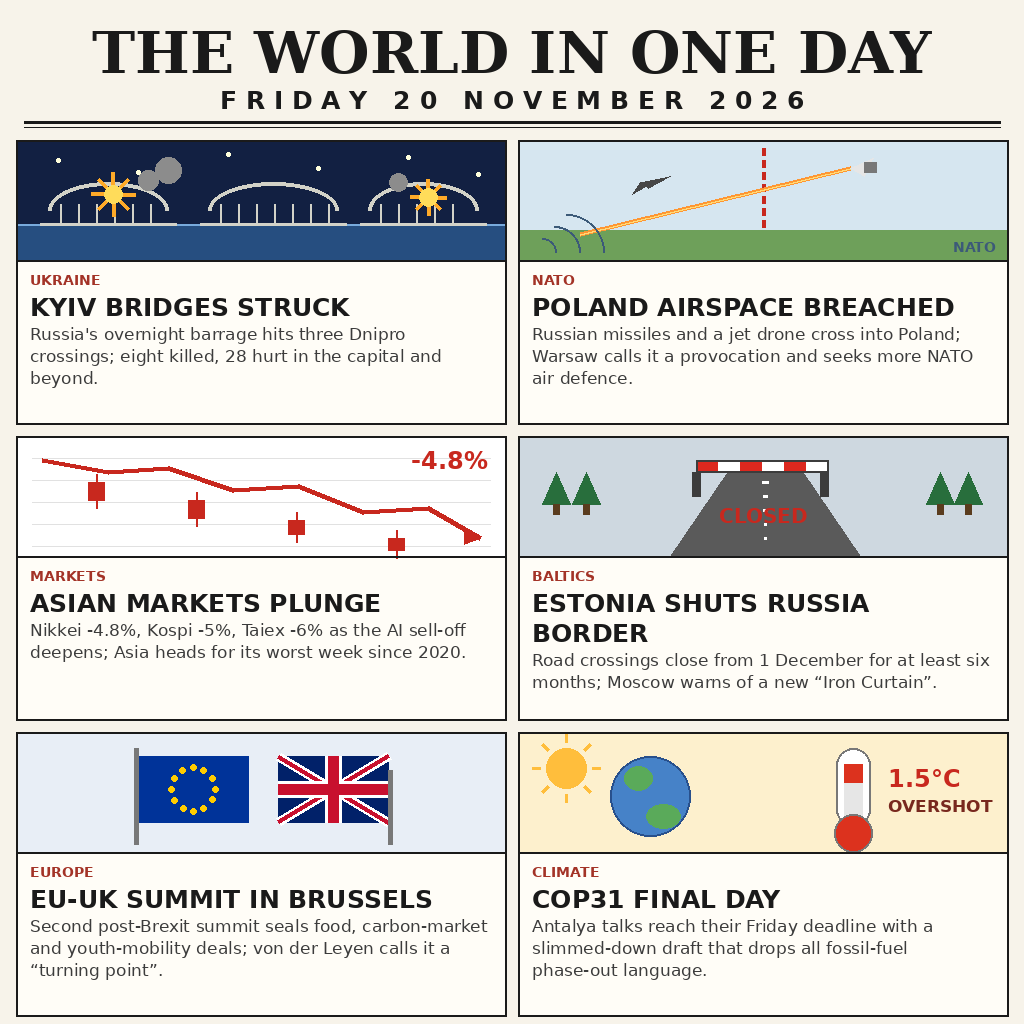 THE WORLD IN ONE DAY
FRIDAY 20 NOVEMBER 2026
UKRAINE
KYIV BRIDGES STRUCK
Russia's overnight barrage hits three Dnipro
crossings; eight killed, 28 hurt in the capital and
beyond.
NATO
NATO
POLAND AIRSPACE BREACHED
Russian missiles and a jet drone cross into Poland;
Warsaw calls it a provocation and seeks more NATO
air defence.
-4.8%
MARKETS
ASIAN MARKETS PLUNGE
Nikkei -4.8%, Kospi -5%, Taiex -6% as the AI sell-off
deepens; Asia heads for its worst week since 2020.
CLOSED
BALTICS
ESTONIA SHUTS RUSSIA
BORDER
Road crossings close from 1 December for at least six
months; Moscow warns of a new “Iron Curtain”.
EUROPE
EU-UK SUMMIT IN BRUSSELS
Second post-Brexit summit seals food, carbon-market
and youth-mobility deals; von der Leyen calls it a
“turning point”.
1.5°C
OVERSHOT
CLIMATE
COP31 FINAL DAY
Antalya talks reach their Friday deadline with a
slimmed-down draft that drops all fossil-fuel
phase-out language.